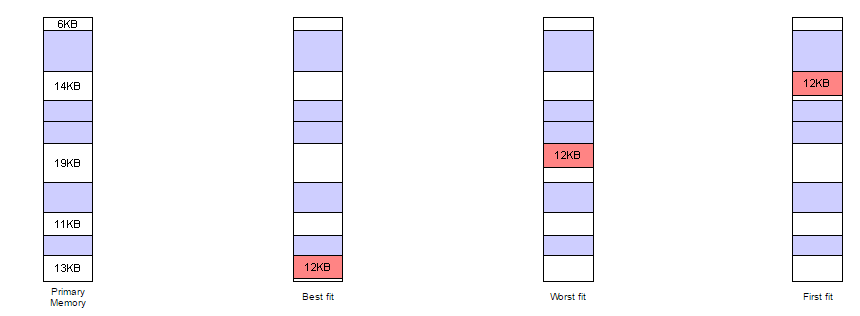 6KB
14KB
12KB
19KB
12KB
11KB
13KB
12KB
Primary
Memory
Best fit
Worst fit
First fit